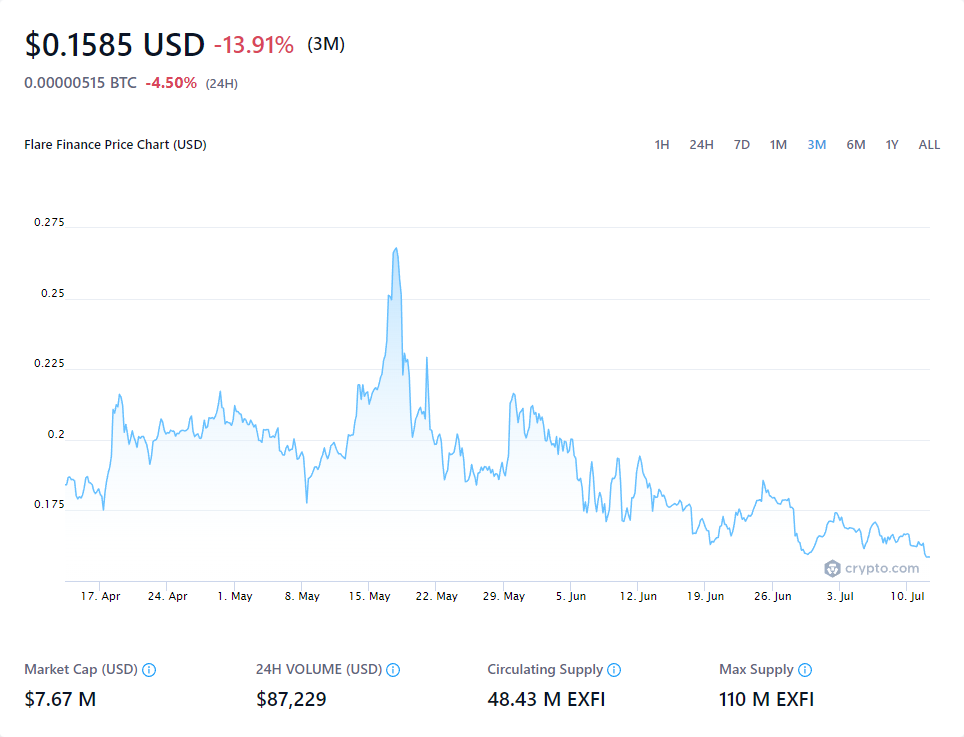 $0.1585 USD -13.91% (3M)
0.00000515 BTC -4.50% (24H)
Flare Finance Price Chart (USD) 1H 24H 7D 1M 3M 6M 1Y ALL
0.275
0.25
0.225
0.2
0.175
crypto.com
17. Apr 24. Apr 1. May 8. May 15. May 22. May 29. May 5. Jun 12. Jun 19. Jun 26. Jun 3. Jul 10. Jul
Market Cap (USD) 24H VOLUME (USD) Circulating Supply Max Supply
$7.67 M $87,229 48.43 M EXFI 110 M EXFI